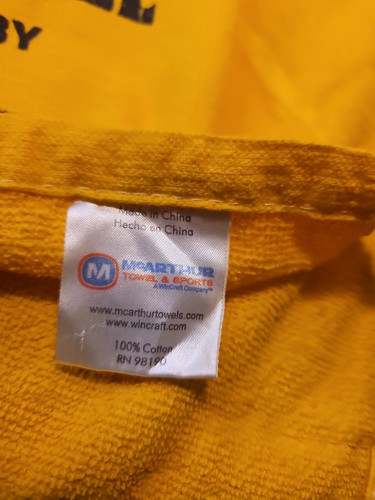 BY
Made in China
Hecho en China
M
McARTHUR
TOWEL & SPORTS
A WinCraft Company™
www.mcarthurtowels.com
www.wincraft.com
100% Cotton
RN 98190